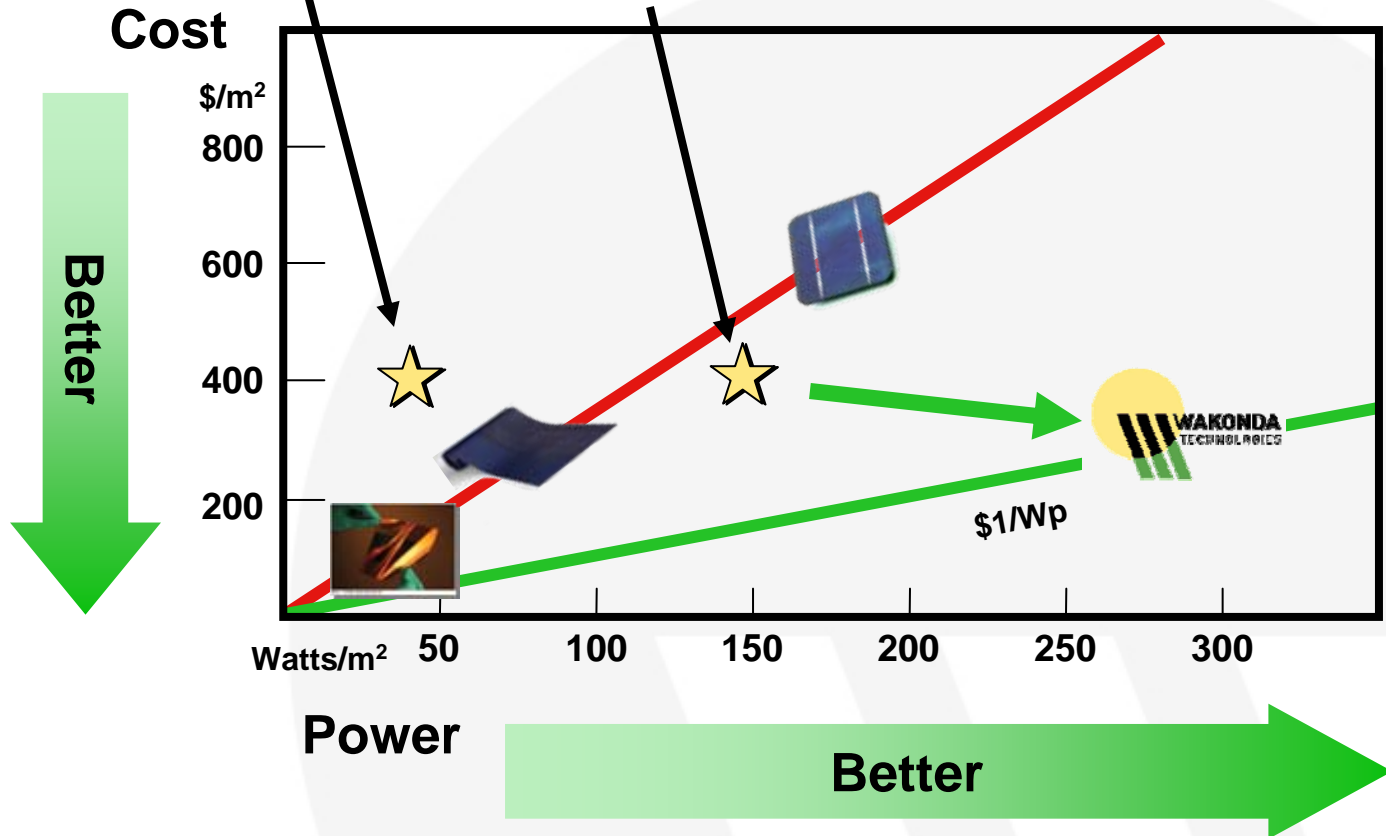 Cost
$/m²
800
600
400
200
Better
WAKONDA
TECHNOLOGIES
$1/Wp
Watts/m² 50 100 150 200 250 300
Power
Better